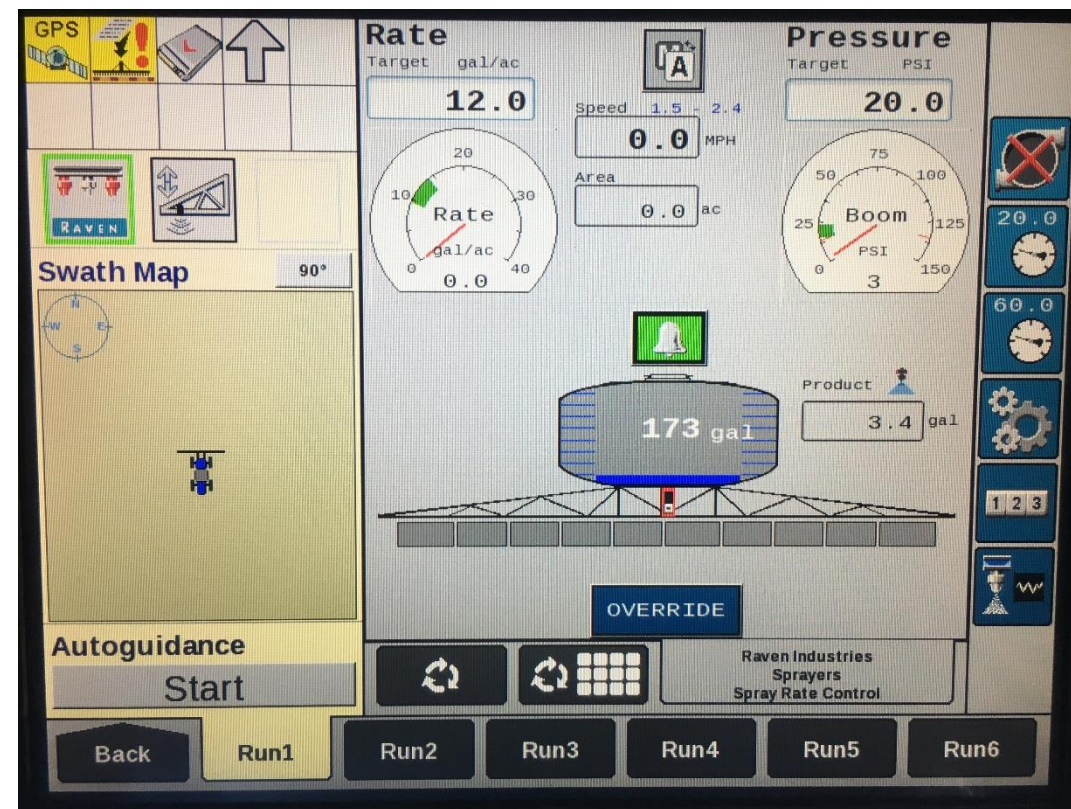 GPS
RAVEN
Swath Map
90°
N
W E
S
Autoguidance
Start
Rate
Target gal/ac
12.0
0 10 20 30 40
Rate
gal/ac
0.0
A
Speed 1.5 - 2.4
0.0 MPH
Area
0.0 ac
Pressure
Target PSI
20.0
0 25 50 75 100 125 150
Boom
PSI
3
173 gal
Product
3.4 gal
OVERRIDE
Raven Industries
Sprayers
Spray Rate Control
20.0
60.0
1 2 3
Back
Run1
Run2
Run3
Run4
Run5
Run6